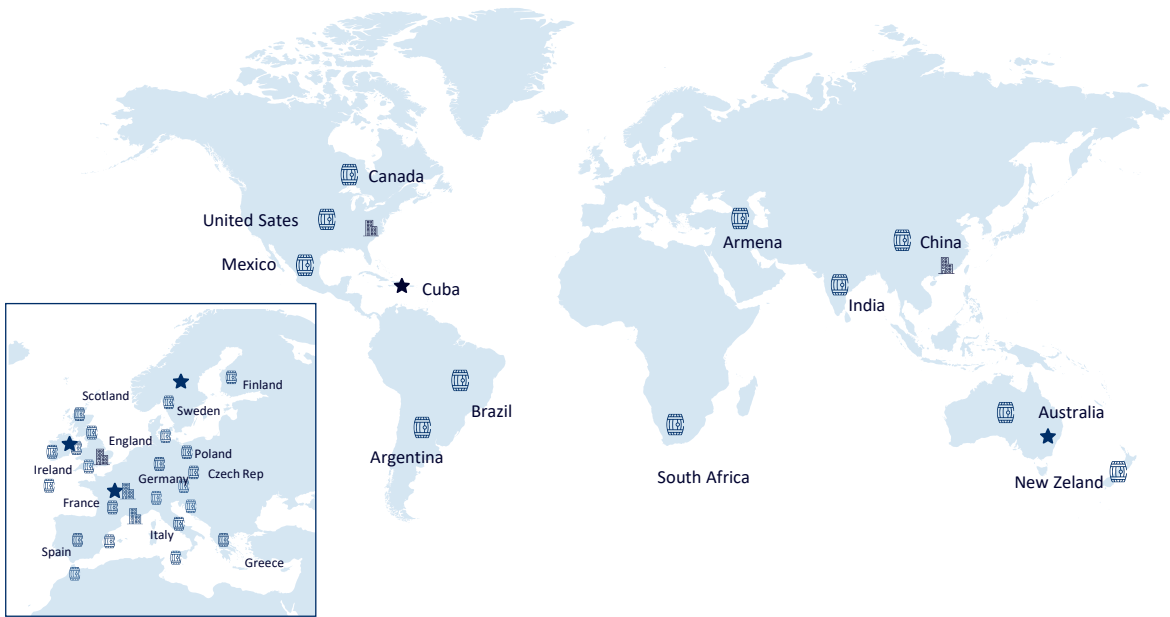 Canada
United Sates
Mexico
Cuba
Armena
China
India
Brazil
Argentina
South Africa
Australia
New Zeland
Scotland
Finland
Sweden
England
Ireland
Poland
Czech Rep
Germany
France
Italy
Spain
Greece